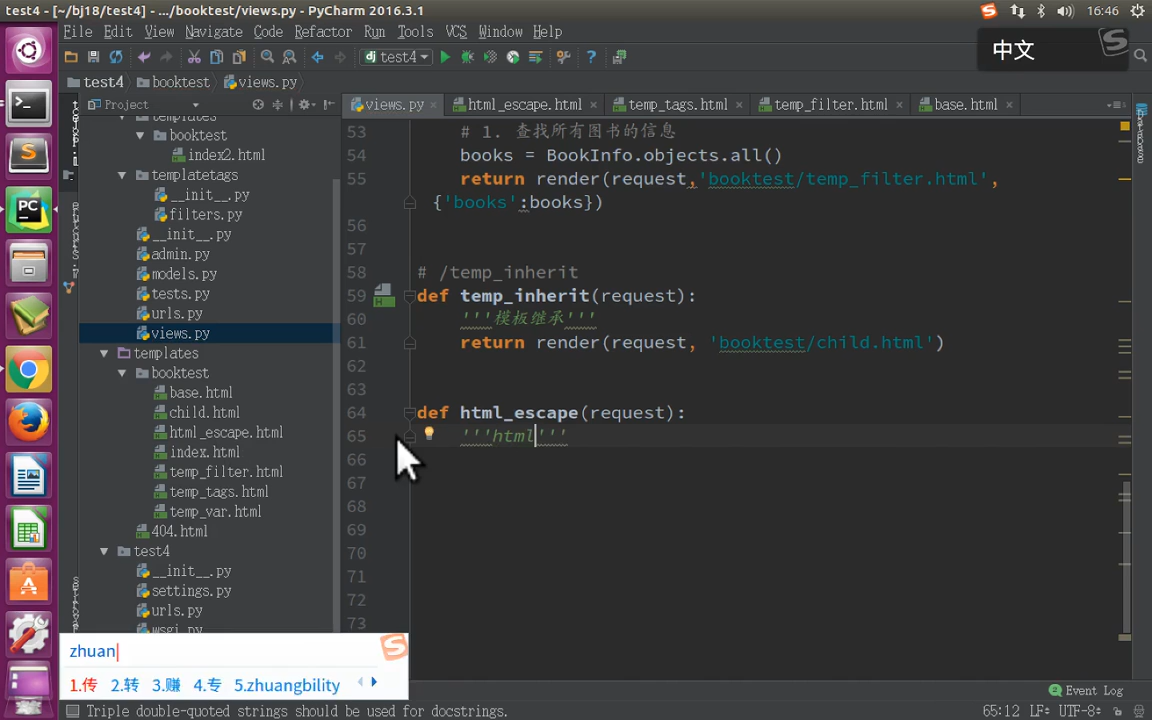 test4 - [~/bj18/test4] - .../booktest/views.py - PyCharm 2016.3.1
16:46
File Edit View Navigate Code Refactor Run Tools VCS Window Help
中文
test4
test4 booktest views.py
Project
views.py html_escape.html temp_tags.html temp_filter.html base.html
templates
booktest
index2.html
templatetags
__init__.py
filters.py
__init__.py
admin.py
models.py
tests.py
urls.py
views.py
templates
booktest
base.html
child.html
html_escape.html
index.html
temp_filter.html
temp_tags.html
temp_var.html
404.html
test4
__init__.py
settings.py
urls.py
wsgi.py
53 # 1. 查找所有图书的信息
54 books = BookInfo.objects.all()
55 return render(request,'booktest/temp_filter.html',
{'books':books})
56
57
58 # /temp_inherit
59 def temp_inherit(request):
60 '''模板继承'''
61 return render(request, 'booktest/child.html')
62
63
64 def html_escape(request):
65 '''html'''
66
67
68
69
70
71
72
73
zhuan
1.传 2.转 3.赚 4.专 5.zhuangbility
Event Log
Triple double-quoted strings should be used for docstrings.
65:12 LF UTF-8